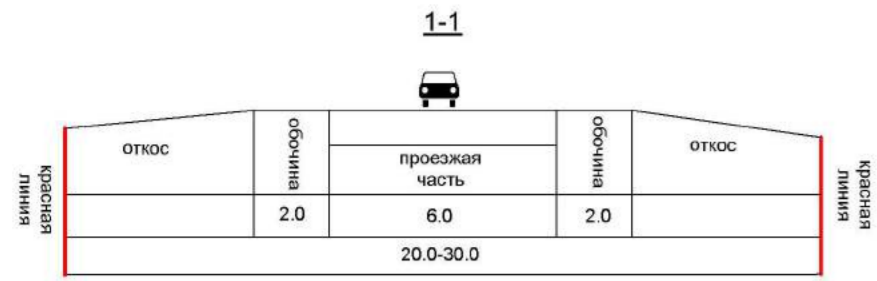 1-1
откос
обочина
проезжая
часть
обочина
откос
красная
линия
красная
линия
2.0
6.0
2.0
20.0-30.0